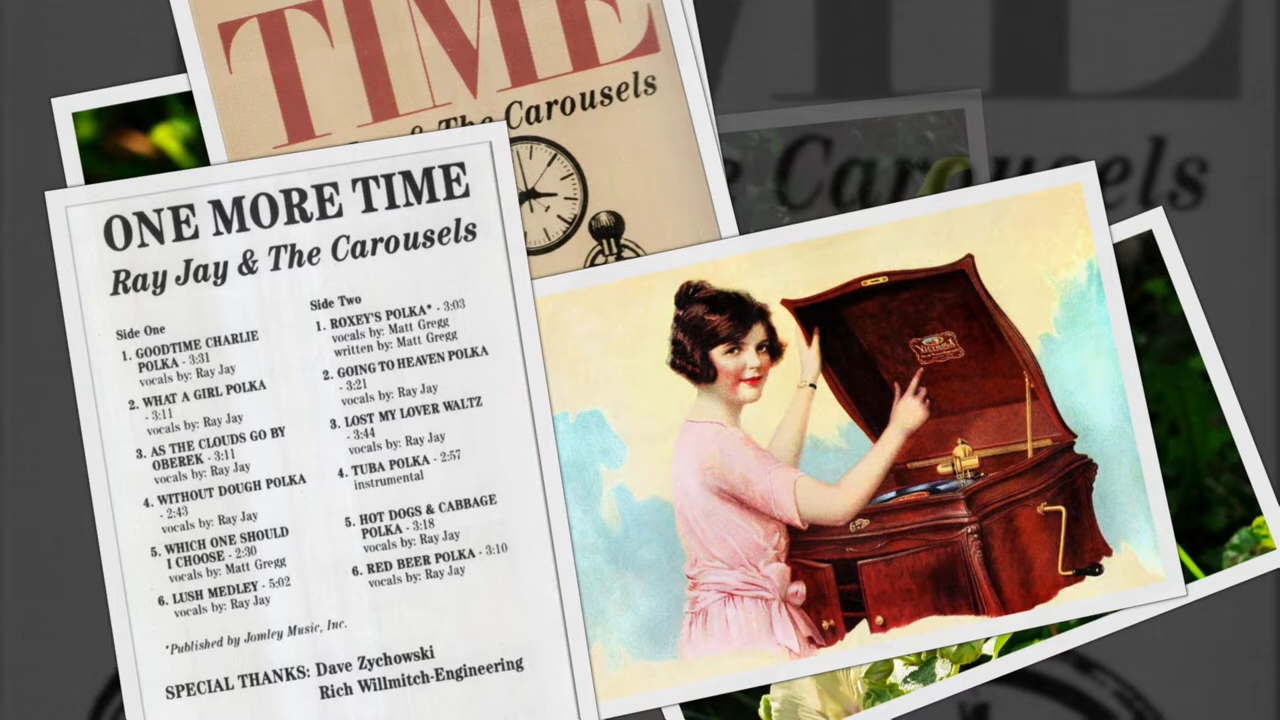 TIME
& The Carousels
e Carousels
ONE MORE TIME
Ray Jay & The Carousels
Side One
1. GOODTIME CHARLIE
POLKA - 3:31
vocals by: Ray Jay
2. WHAT A GIRL POLKA
- 3:11
vocals by: Ray Jay
3. AS THE CLOUDS GO BY
OBEREK - 3:11
vocals by: Ray Jay
4. WITHOUT DOUGH POLKA
- 2:43
vocals by: Ray Jay
5. WHICH ONE SHOULD
I CHOOSE - 2:30
vocals by: Matt Gregg
6. LUSH MEDLEY - 5:02
vocals by: Ray Jay
Side Two
1. ROXEY'S POLKA* - 3:03
vocals by: Matt Gregg
written by: Matt Gregg
2. GOING TO HEAVEN POLKA
- 3:21
vocals by: Ray Jay
3. LOST MY LOVER WALTZ
- 3:44
vocals by: Ray Jay
4. TUBA POLKA - 2:57
instrumental
5. HOT DOGS & CABBAGE
POLKA - 3:18
vocals by: Ray Jay
6. RED BEER POLKA - 3:10
vocals by: Ray Jay
*Published by Jomley Music, Inc.
SPECIAL THANKS: Dave Zychowski
Rich Willmitch-Engineering
VICTROLA